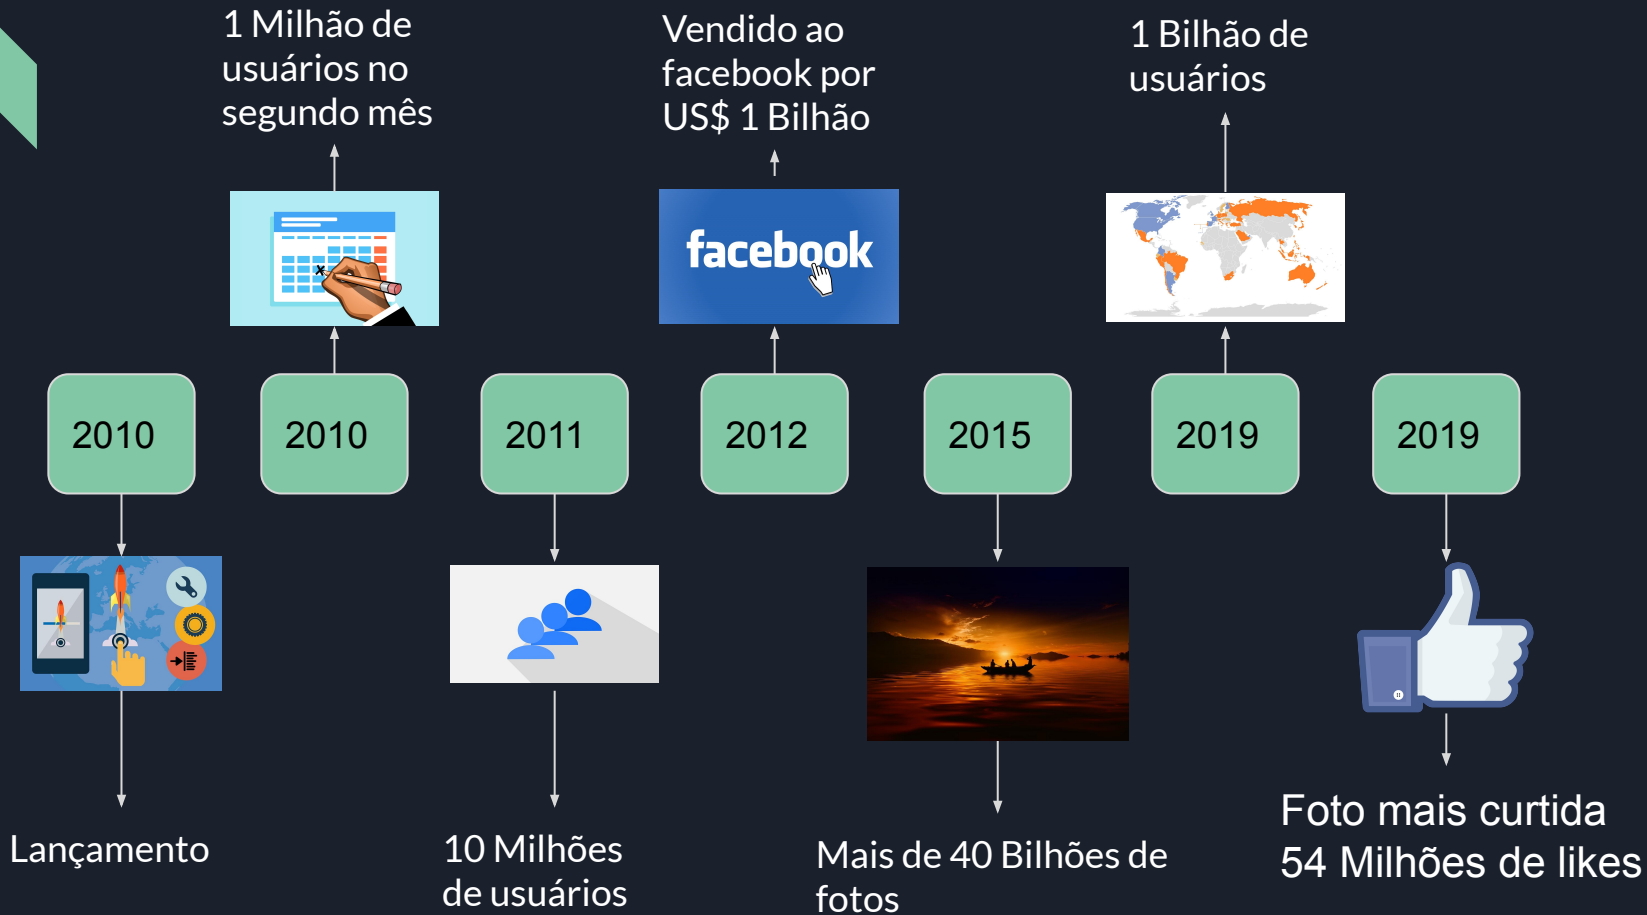 1 Milhão de
usuários no
segundo mês
Vendido ao
facebook por
US$ 1 Bilhão
1 Bilhão de
usuários
facebook
2010
2010
2011
2012
2015
2019
2019
Lançamento
10 Milhões
de usuários
Mais de 40 Bilhões de
fotos
Foto mais curtida
54 Milhões de likes